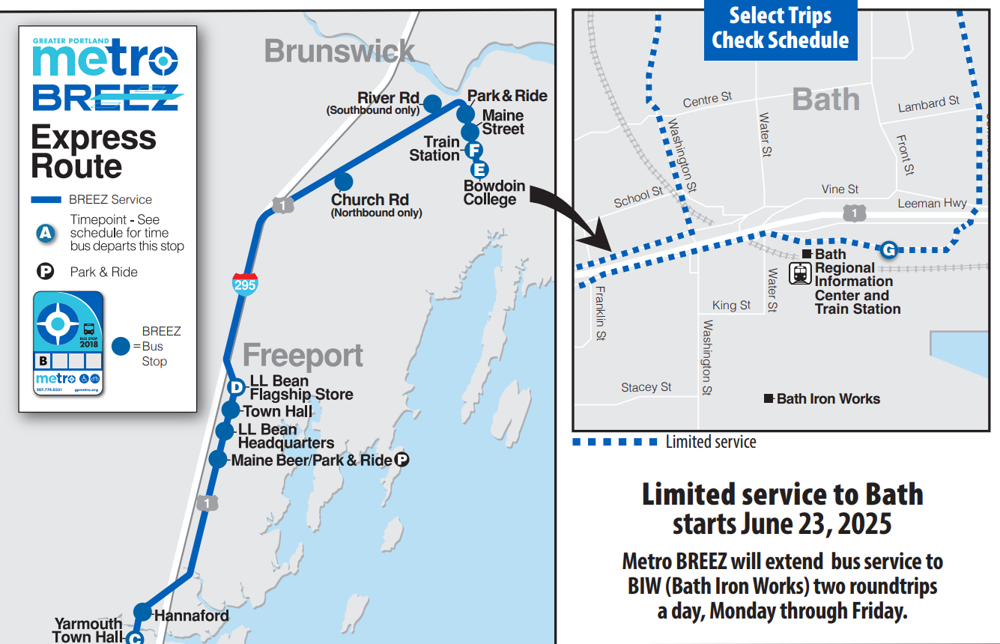 GREATER PORTLAND
metro
BREEZ
Express
Route
BREEZ Service
A
Timepoint - See
schedule for time
bus departs this stop
P
Park & Ride
BUS STOP
2018
B
metro
207.774.0351
gpmetro.org
BREEZ
=Bus
Stop
Brunswick
River Rd
(Southbound only)
Park & Ride
Maine
Street
Train
Station
F
E
Bowdoin
College
Church Rd
(Northbound only)
1
295
Freeport
D
LL Bean
Flagship Store
Town Hall
LL Bean
Headquarters
Maine Beer/Park & Ride P
1
Hannaford
Yarmouth
Town Hall
C
Select Trips
Check Schedule
Bath
Centre St
Lambard St
Washington St
Water St
Front St
School St
Vine St
Leeman Hwy
1
G
Bath
Regional
Information
Center and
Train Station
Franklin St
Water St
King St
Washington St
Stacey St
Bath Iron Works
Limited service
Limited service to Bath
starts June 23, 2025
Metro BREEZ will extend bus service to
BIW (Bath Iron Works) two roundtrips
a day, Monday through Friday.